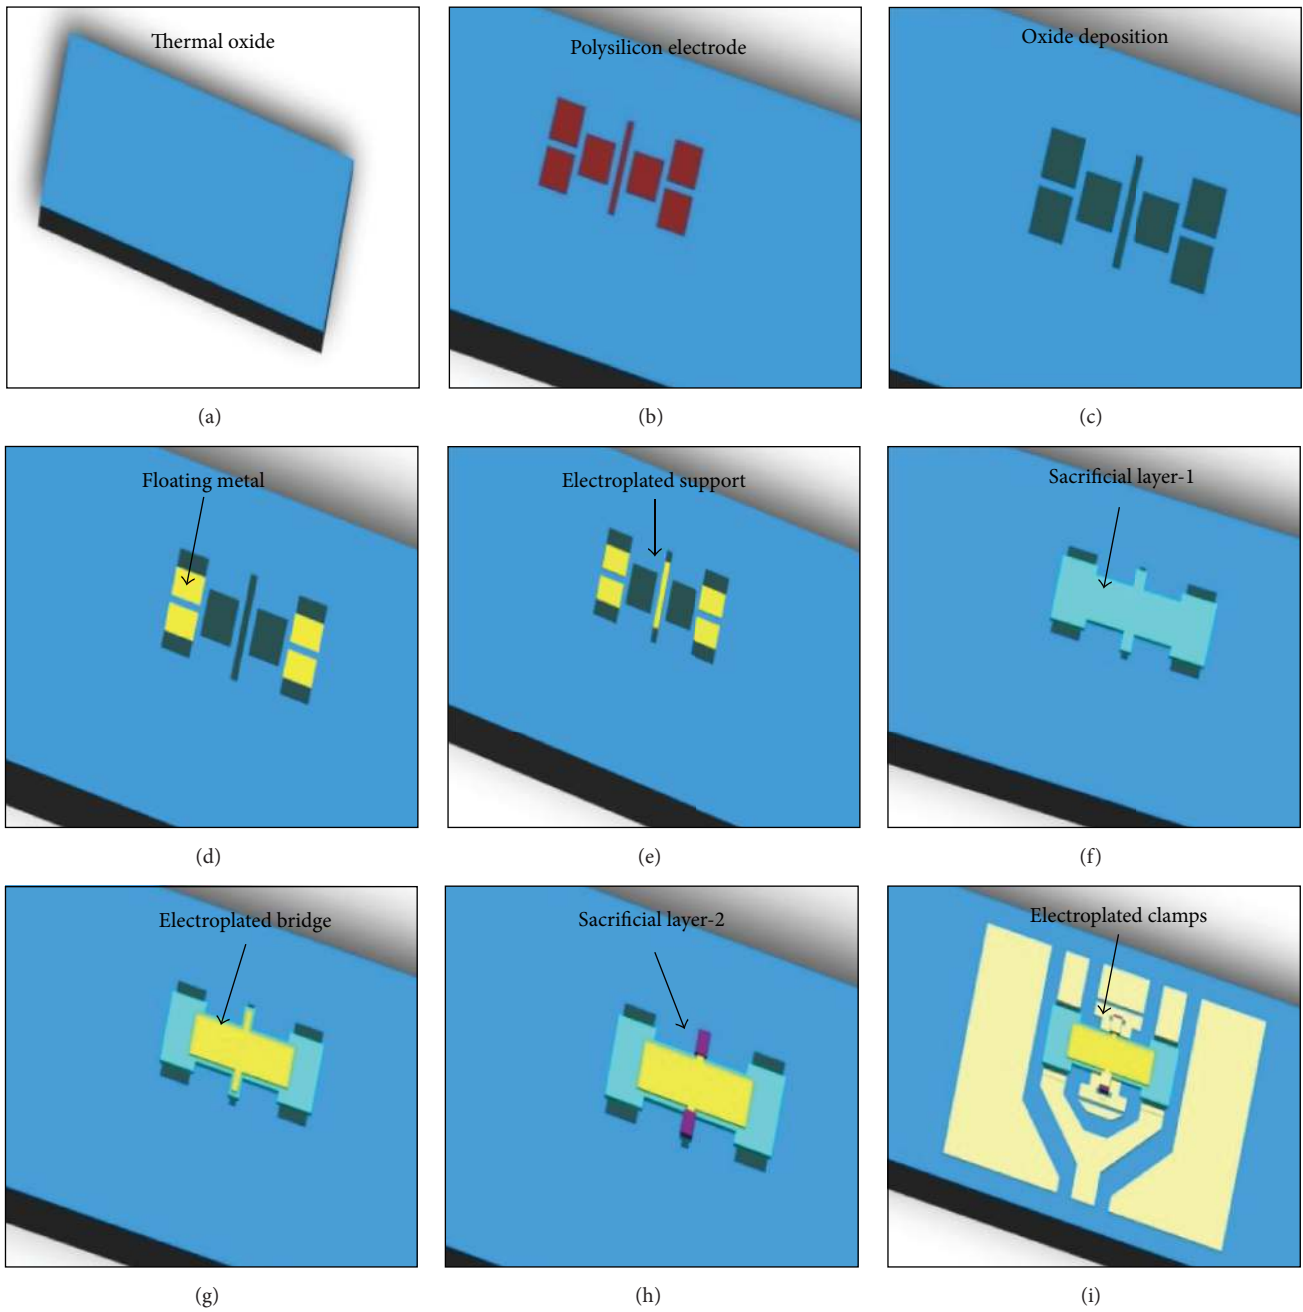 Thermal oxide
Polysilicon electrode
Oxide deposition
(a)
(b)
(c)
Floating metal
Electroplated support
Sacrificial layer-1
(d)
(e)
(f)
Electroplated bridge
Sacrificial layer-2
Electroplated clamps
(g)
(h)
(i)